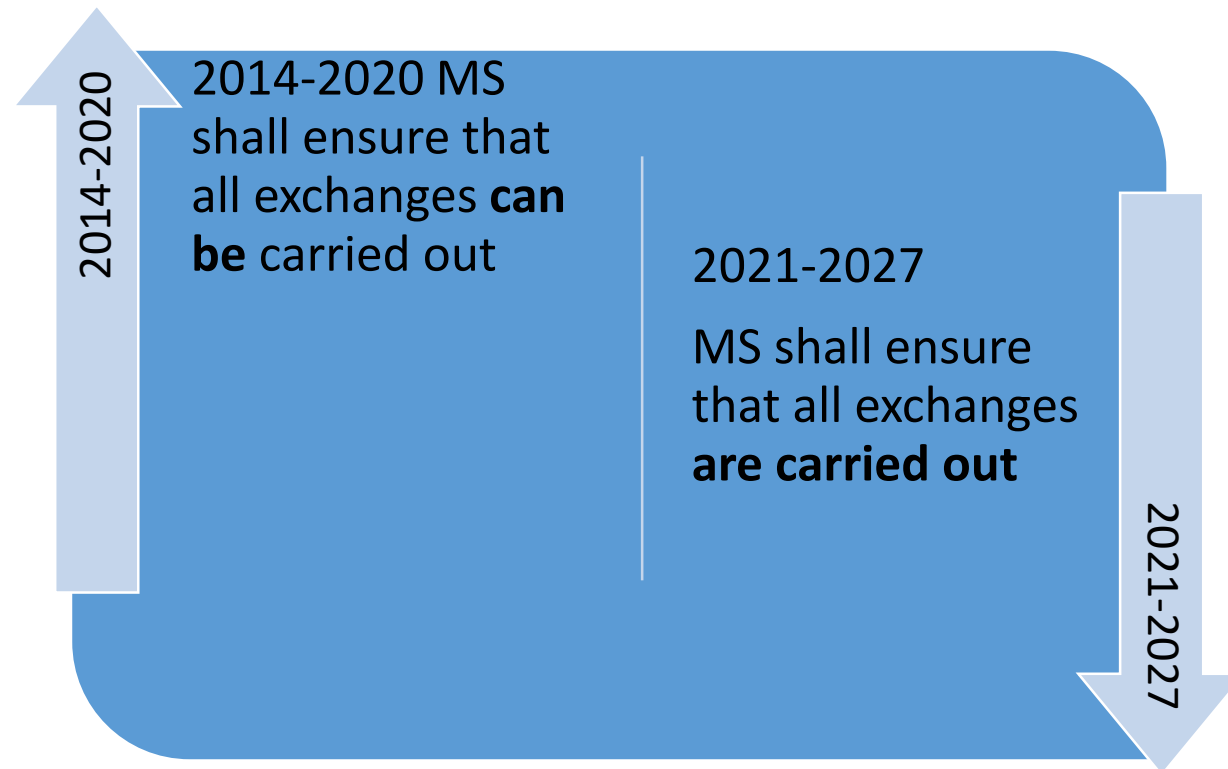 2014-2020
2014-2020 MS
shall ensure that
all exchanges can
be carried out
2021-2027
MS shall ensure
that all exchanges
are carried out
2021-2027